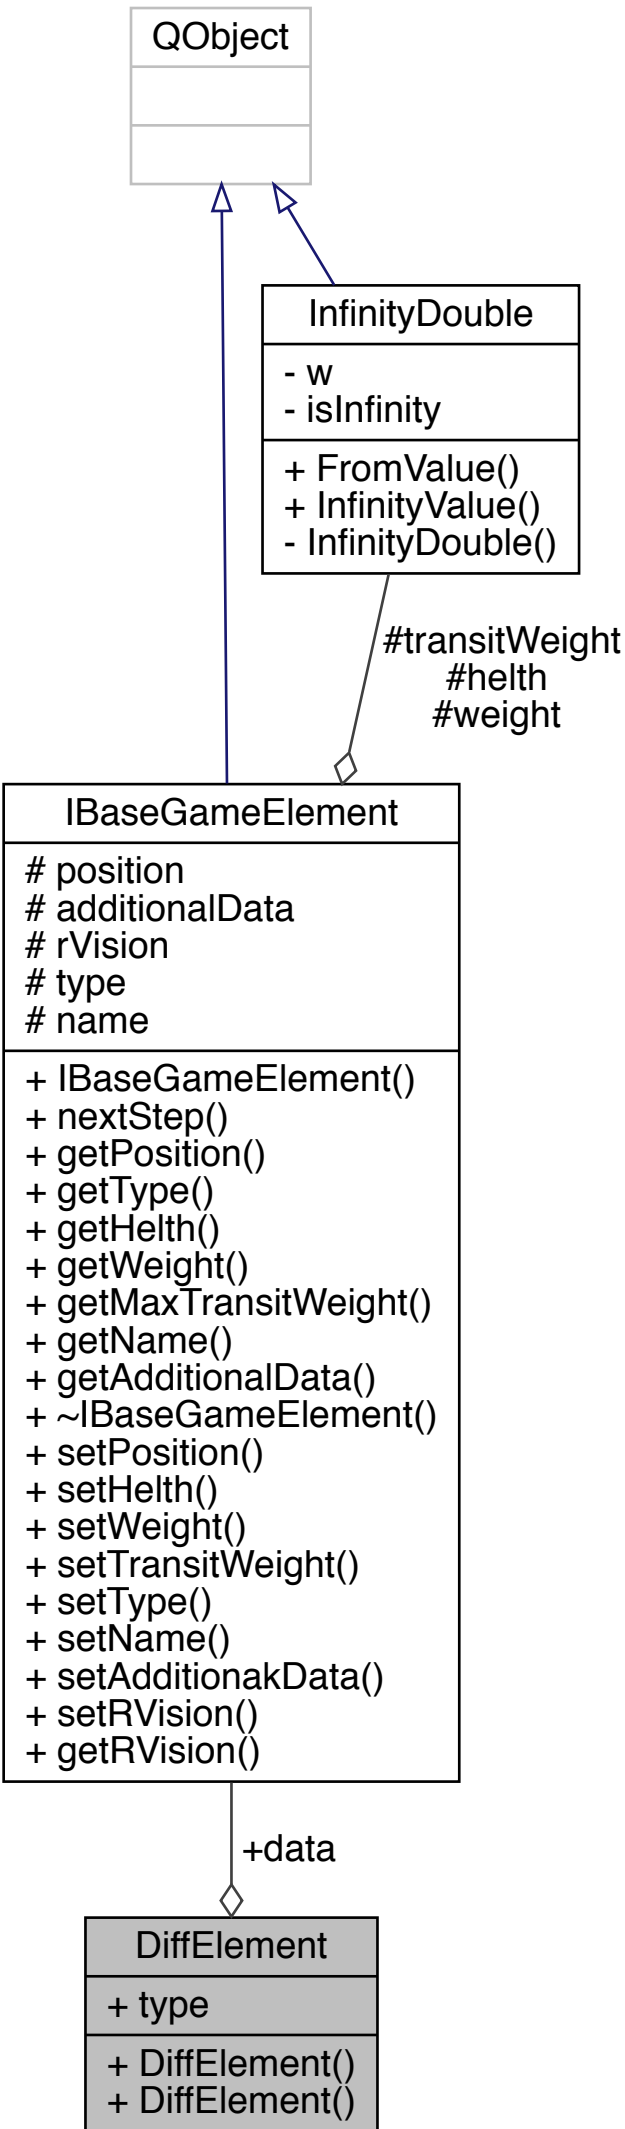 QObject
InfinityDouble
- w
- isInfinity
+ FromValue()
+ InfinityValue()
- InfinityDouble()
#transitWeight
#helth
#weight
IBaseGameElement
# position
# additionalData
# rVision
# type
# name
+ IBaseGameElement()
+ nextStep()
+ getPosition()
+ getType()
+ getHelth()
+ getWeight()
+ getMaxTransitWeight()
+ getName()
+ getAdditionalData()
+ ~IBaseGameElement()
+ setPosition()
+ setHelth()
+ setWeight()
+ setTransitWeight()
+ setType()
+ setName()
+ setAdditionakData()
+ setRVision()
+ getRVision()
+data
DiffElement
+ type
+ DiffElement()
+ DiffElement()